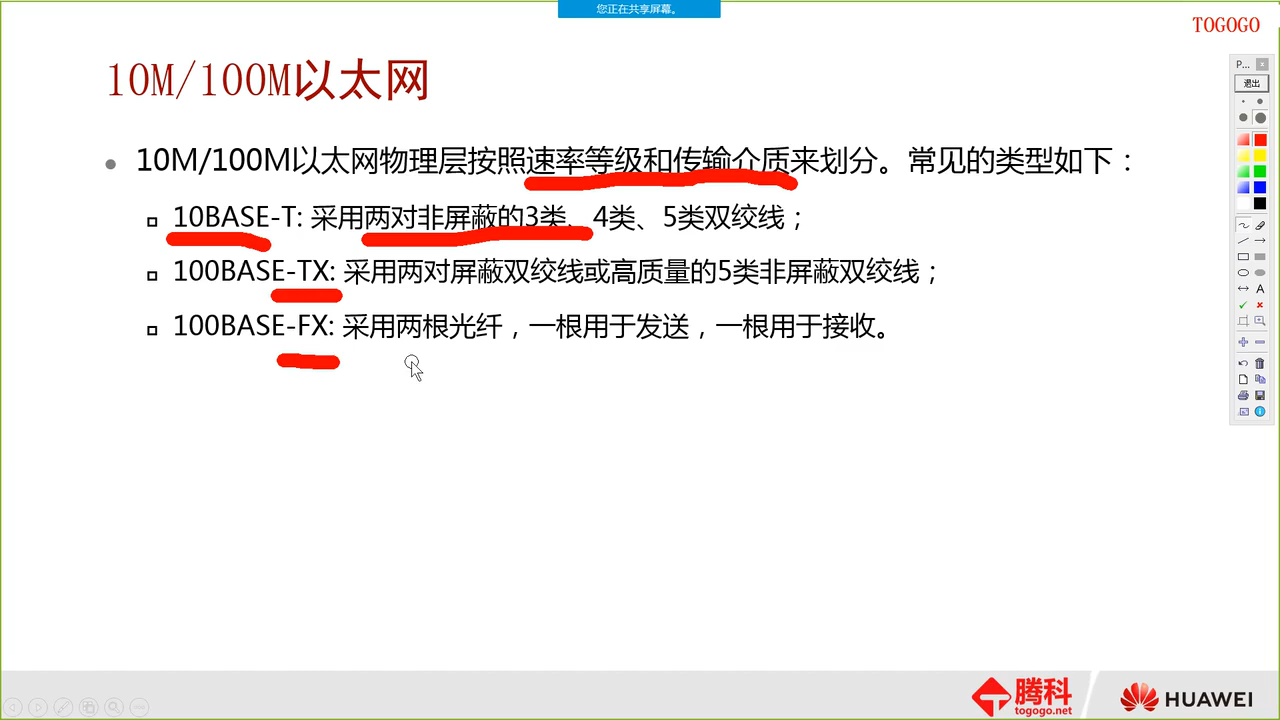 您正在共享屏幕。
TOGOGO
10M/100M以太网
P...
退出
10M/100M以太网物理层按照速率等级和传输介质来划分。常见的类型如下：
10BASE-T: 采用两对非屏蔽的3类、4类、5类双绞线；
100BASE-TX: 采用两对屏蔽双绞线或高质量的5类非屏蔽双绞线；
100BASE-FX: 采用两根光纤，一根用于发送，一根用于接收。
A
腾科
togogo.net
HUAWEI